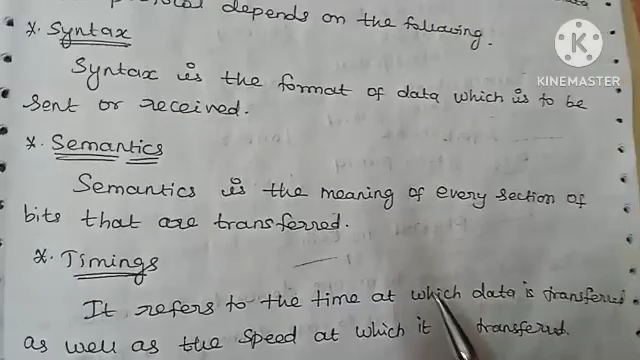 depends on the following.
*. Syntax
Syntax is the format of data which is to be
sent or received.
*. Semantics
Semantics is the meaning of every section of
bits that are transferred.
*. Timings
It refers to the time at which data is transferred
as well as the speed at which it transferred.
K
KINEMASTER